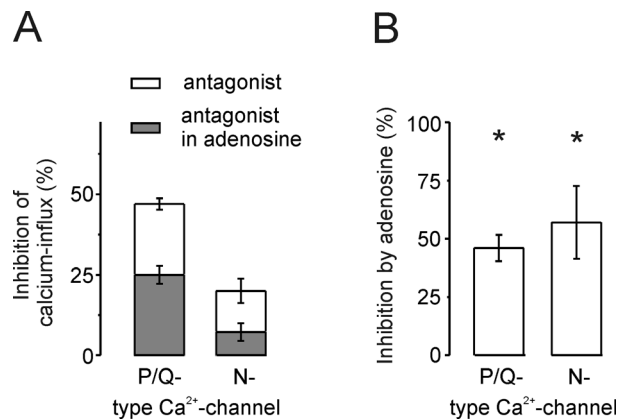 A
antagonist
antagonist
in adenosine
Inhibition of
calcium-influx (%)
50
25
0
P/Q-
N-
type Ca²⁺-channel
B
Inhibition by adenosine (%)
100
75
50
25
0
*
*
P/Q-
N-
type Ca²⁺-channel